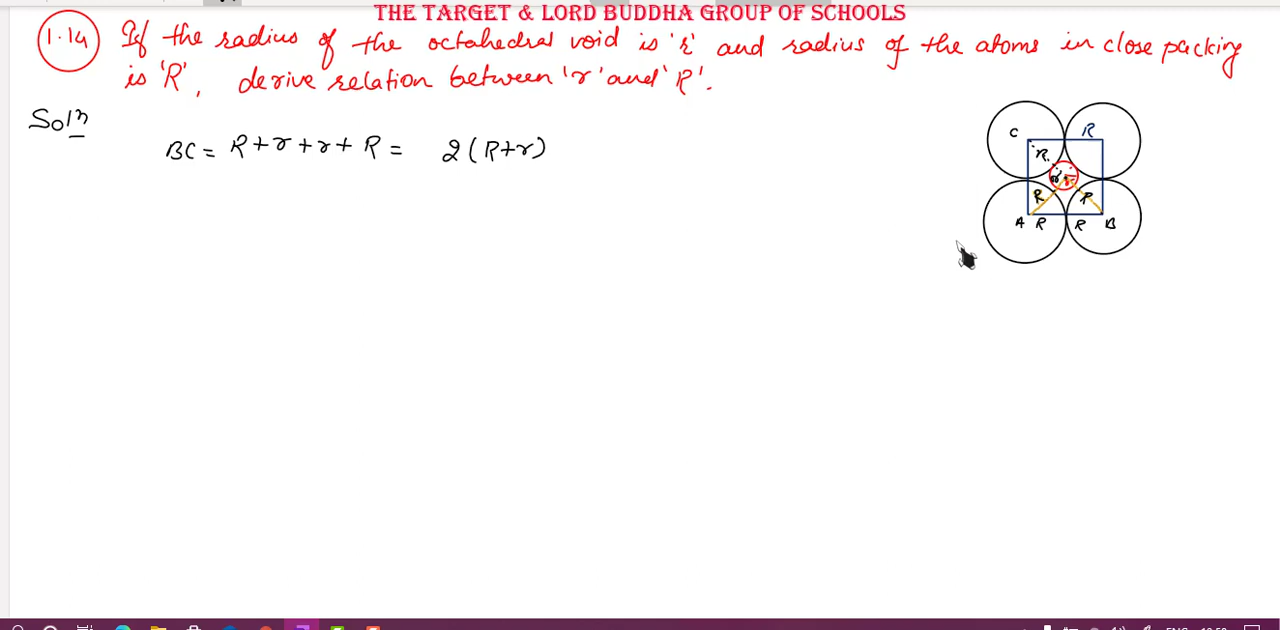 THE TARGET & LORD BUDDHA GROUP OF SCHOOLS
1.14 If the radius of the octahedral void is 'r' and radius of the atoms in close packing
is 'R', derive relation between 'r' and 'R'.
Soln
BC = R+r+r+R = 2(R+r)
C R
R
r r
R R
A R R B